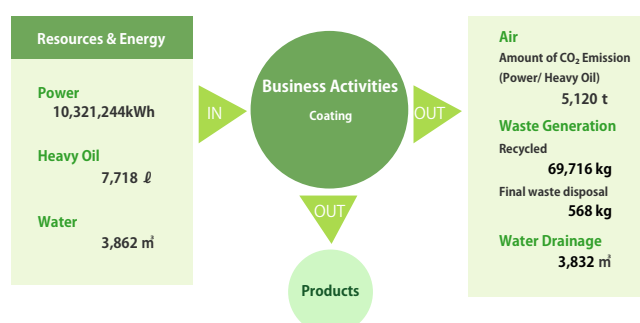 Resources & Energy
Power
10,321,244kWh
Heavy Oil
7,718 ℓ
Water
3,862 ㎥
IN
Business Activities
Coating
OUT
OUT
Products
Air
Amount of CO₂ Emission
(Power/ Heavy Oil)
5,120 t
Waste Generation
Recycled
69,716 kg
Final waste disposal
568 kg
Water Drainage
3,832 ㎥